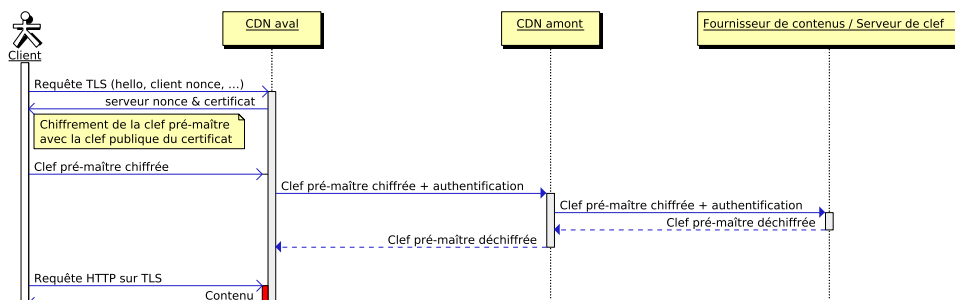 CDN aval
CDN amont
Fournisseur de contenus / Serveur de clef
Client
Requête TLS (hello, client nonce, ...)
serveur nonce & certificat
Chiffrement de la clef pré-maître
avec la clef publique du certificat
Clef pré-maître chiffrée
Clef pré-maître chiffrée + authentification
Clef pré-maître chiffrée + authentification
Clef pré-maître déchiffrée
Clef pré-maître déchiffrée
Requête HTTP sur TLS
Contenu